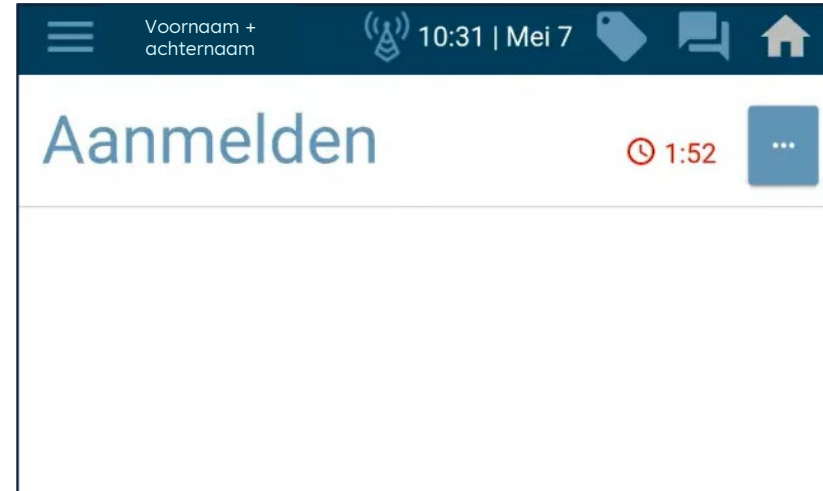 Voornaam +
achternaam
10:31 | Mei 7
Aanmelden
1:52
...